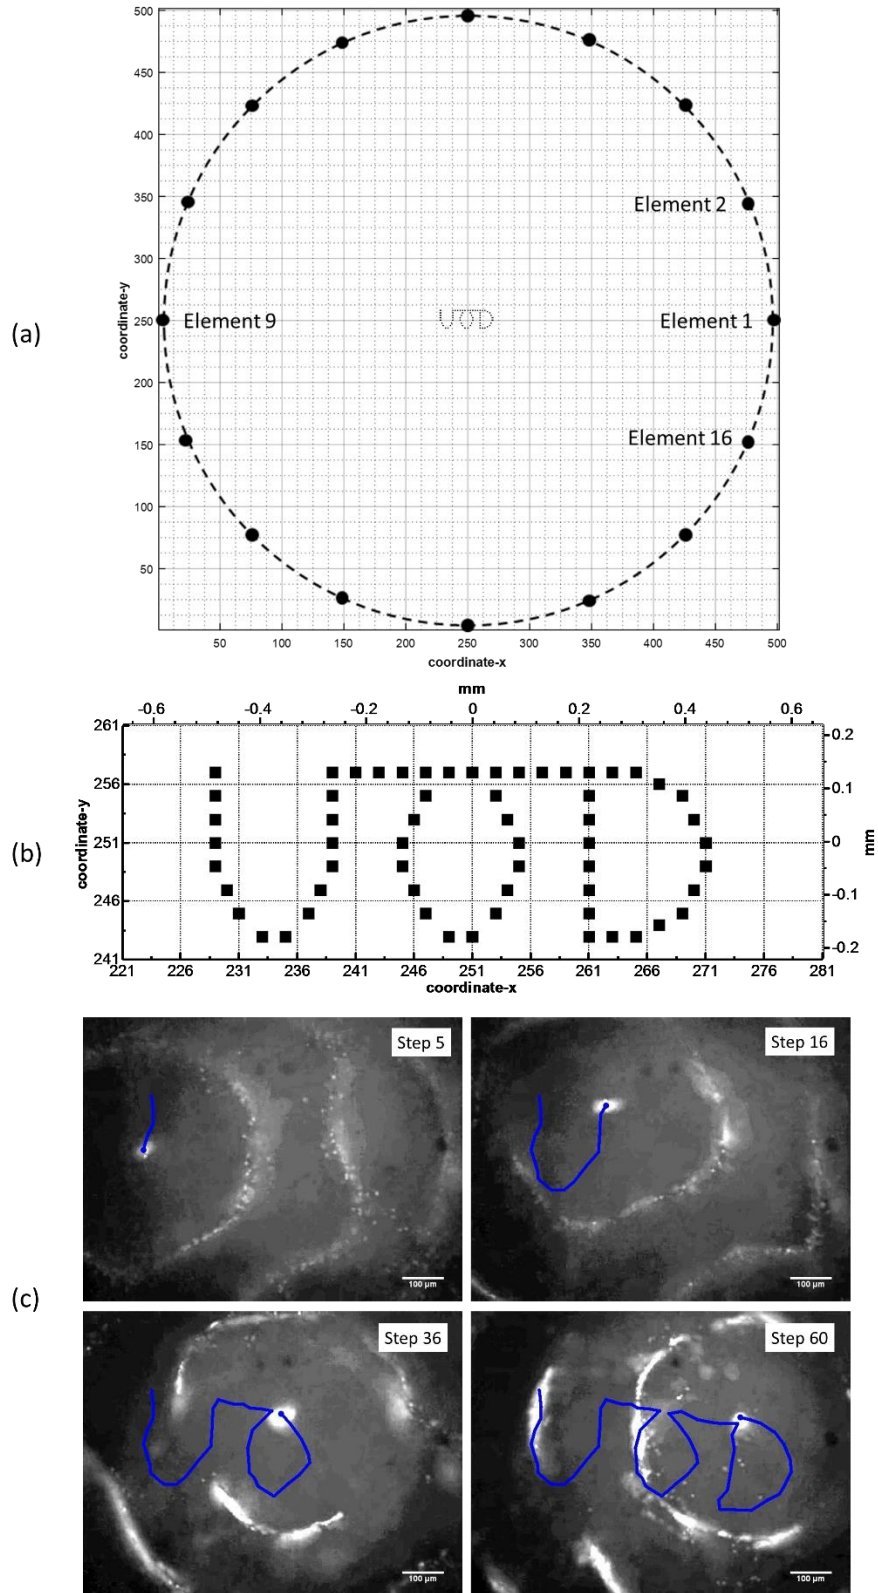 (a)
coordinate-y
500
450
400
350
300
250
200
150
100
50
Element 2
Element 9
Element 1
Element 16
50 100 150 200 250 300 350 400 450 500
coordinate-x
(b)
mm
-0.6 -0.4 -0.2 0 0.2 0.4 0.6
coordinate-y
261
256
251
246
241
0.2
0.1
0
-0.1
-0.2
mm
221 226 231 235 241 246 251 256 261 266 271 276 281
coordinate-x
(c)
Step 5
100 µm
Step 16
100 µm
Step 36
100 µm
Step 60
100 µm